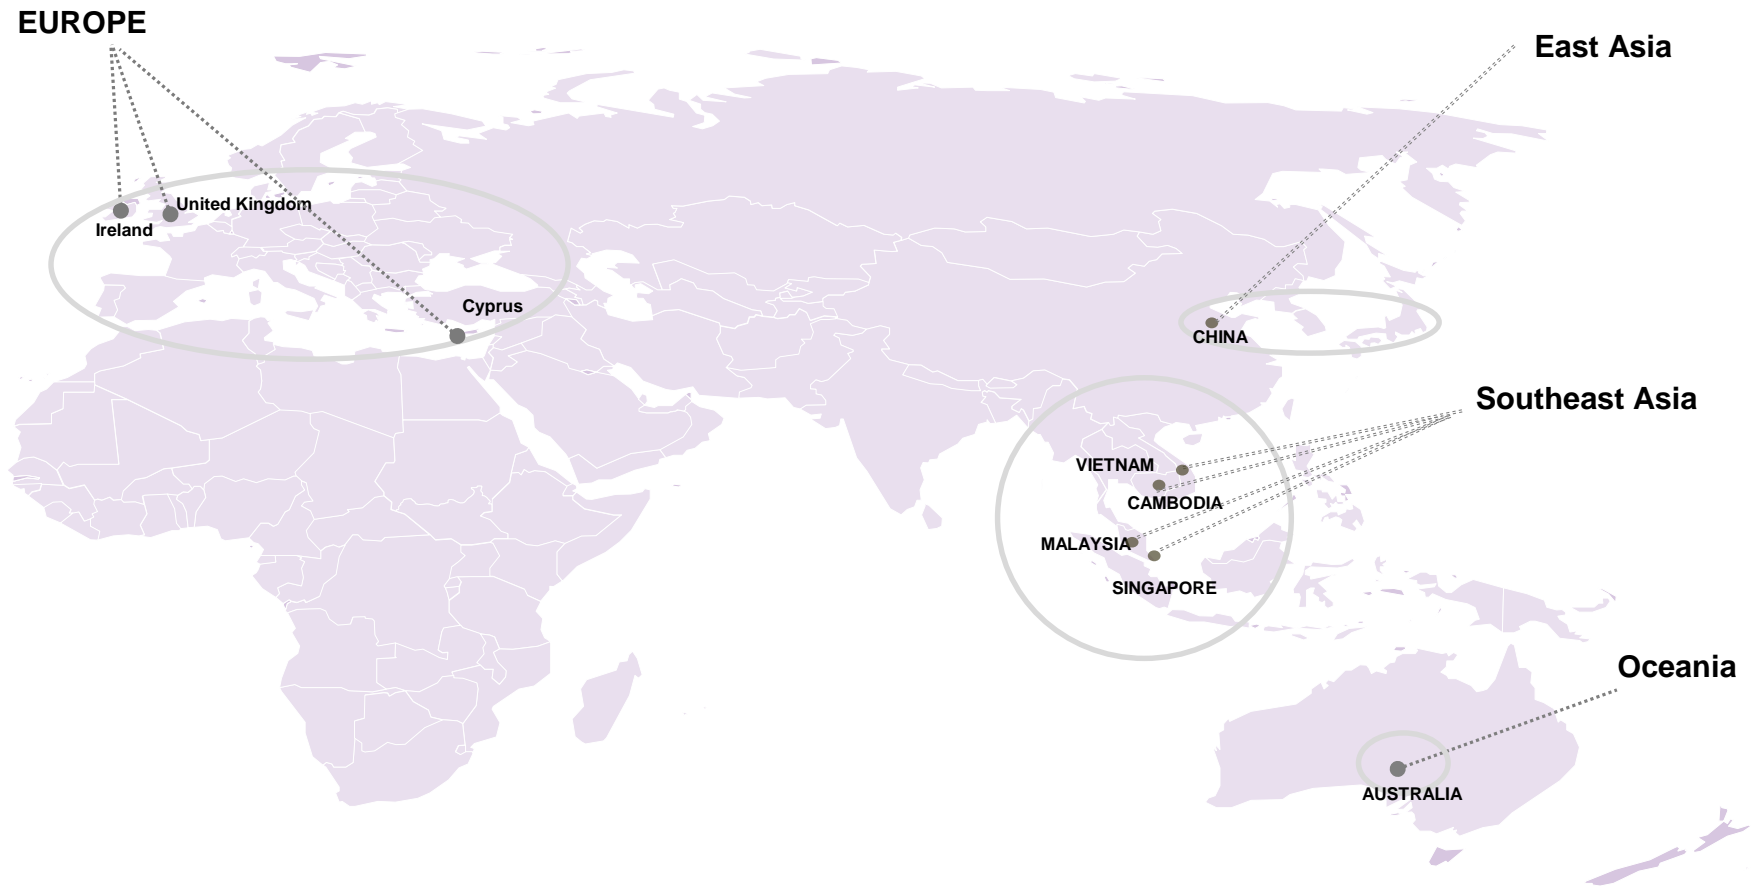 EUROPE
East Asia
United Kingdom
Ireland
Cyprus
CHINA
Southeast Asia
VIETNAM
CAMBODIA
MALAYSIA
SINGAPORE
Oceania
AUSTRALIA